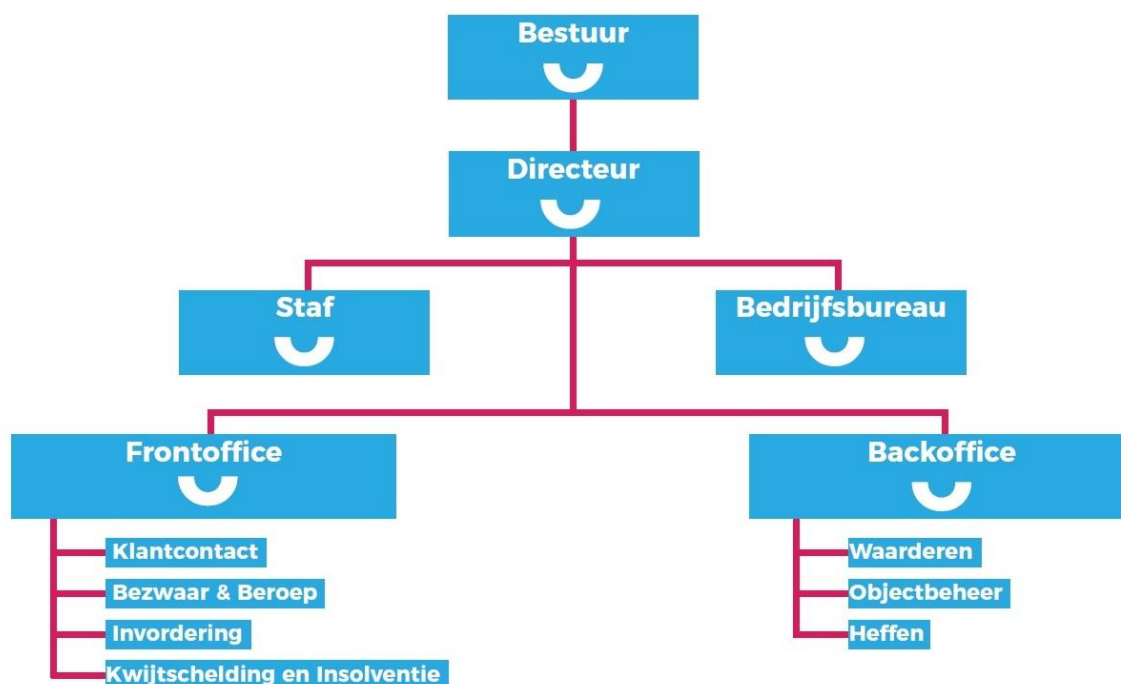 Bestuur
Directeur
Staf
Bedrijfsbureau
Frontoffice
Backoffice
Klantcontact
Bezwaar & Beroep
Invordering
Kwijtschelding en Insolventie
Waarderen
Objectbeheer
Heffen